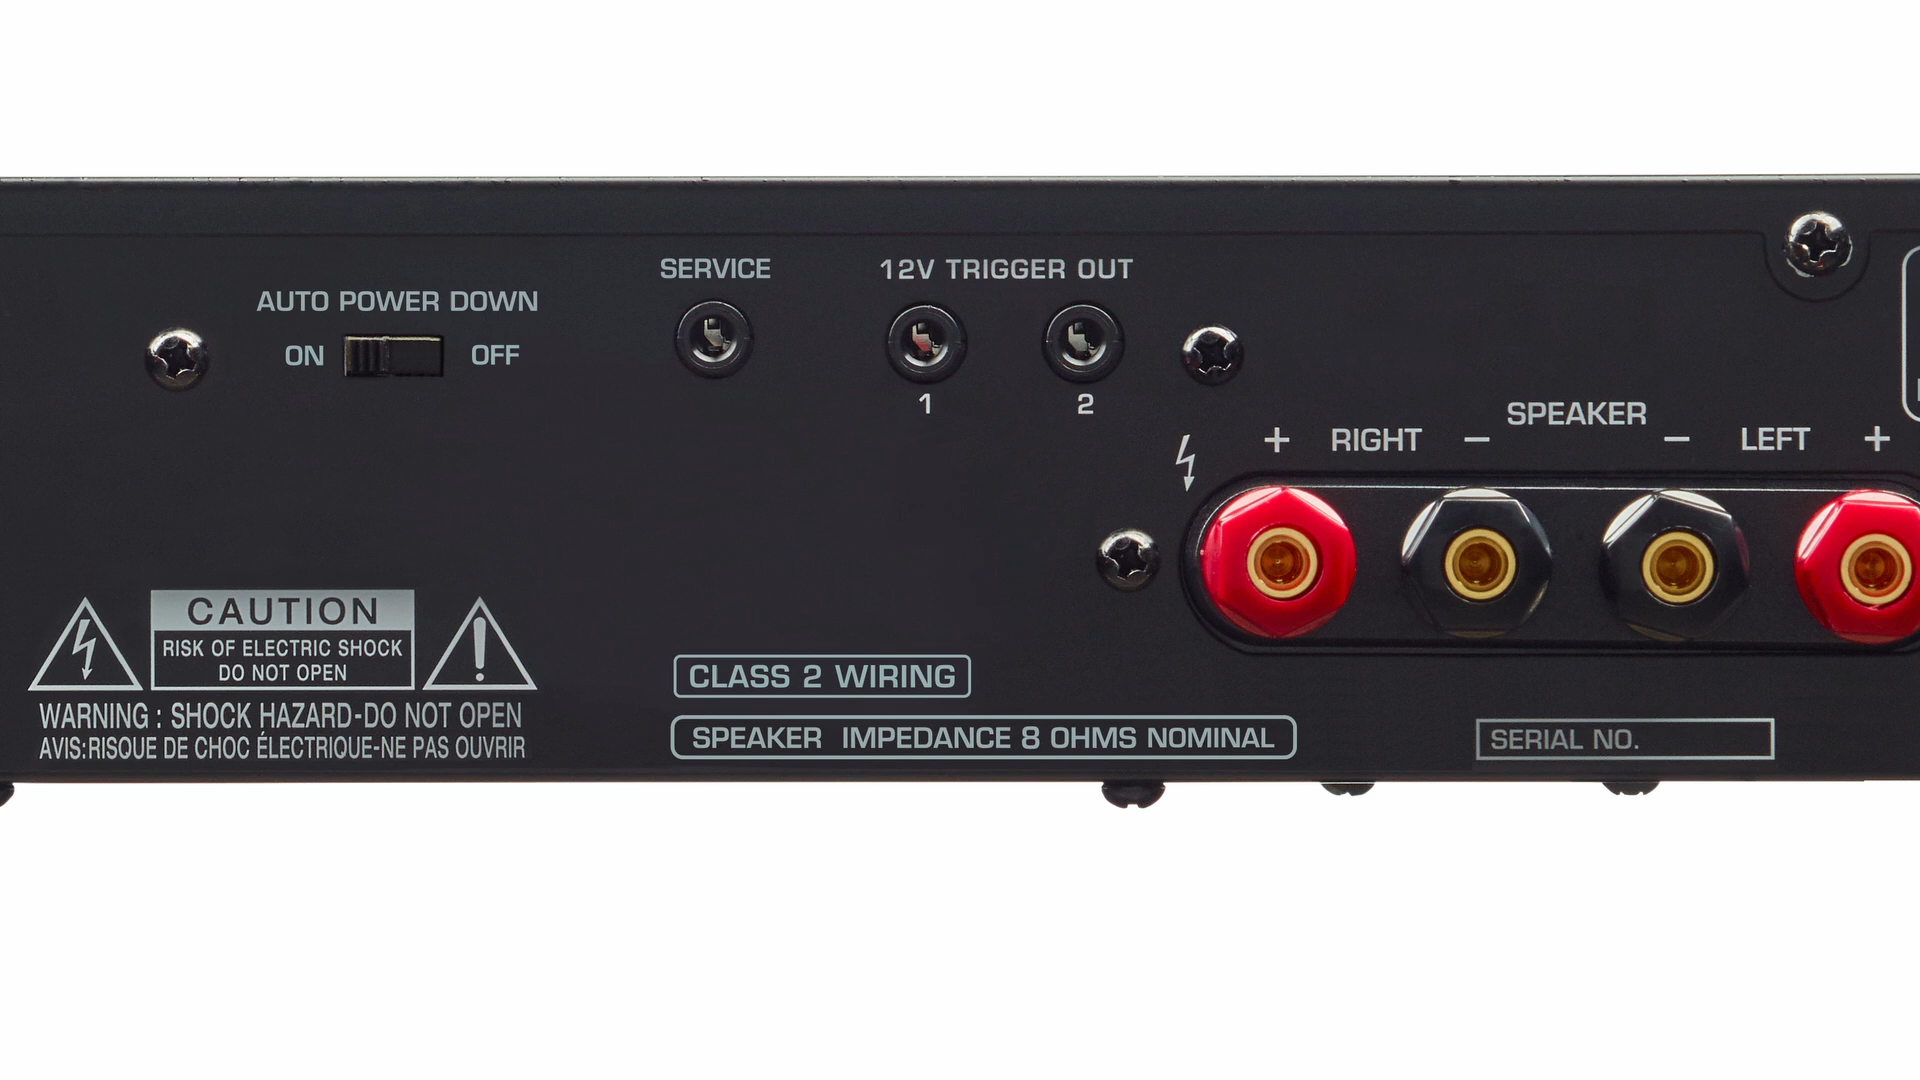 AUTO POWER DOWN
ON OFF
SERVICE
12V TRIGGER OUT
1 2
SPEAKER
+ RIGHT − − LEFT +
CAUTION
RISK OF ELECTRIC SHOCK
DO NOT OPEN
WARNING : SHOCK HAZARD-DO NOT OPEN
AVIS:RISQUE DE CHOC ÉLECTRIQUE-NE PAS OUVRIR
CLASS 2 WIRING
SPEAKER IMPEDANCE 8 OHMS NOMINAL
SERIAL NO.